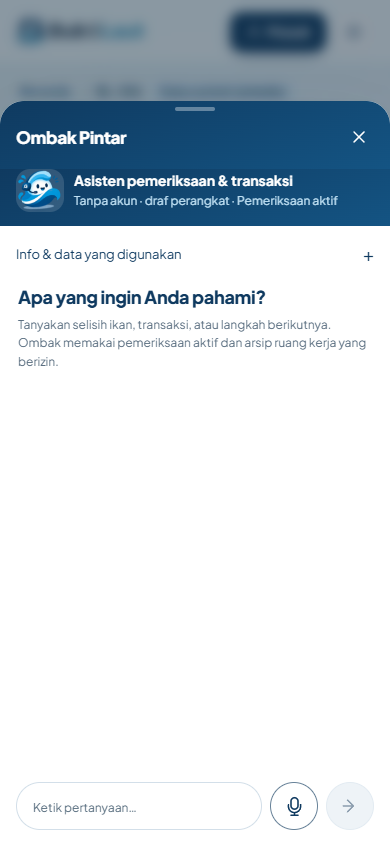 Ombak Pintar
Asisten pemeriksaan & transaksi
Tanpa akun · draf perangkat · Pemeriksaan aktif
Info & data yang digunakan
+
Apa yang ingin Anda pahami?
Tanyakan selisih ikan, transaksi, atau langkah berikutnya.
Ombak memakai pemeriksaan aktif dan arsip ruang kerja yang
berizin.
Ketik pertanyaan...